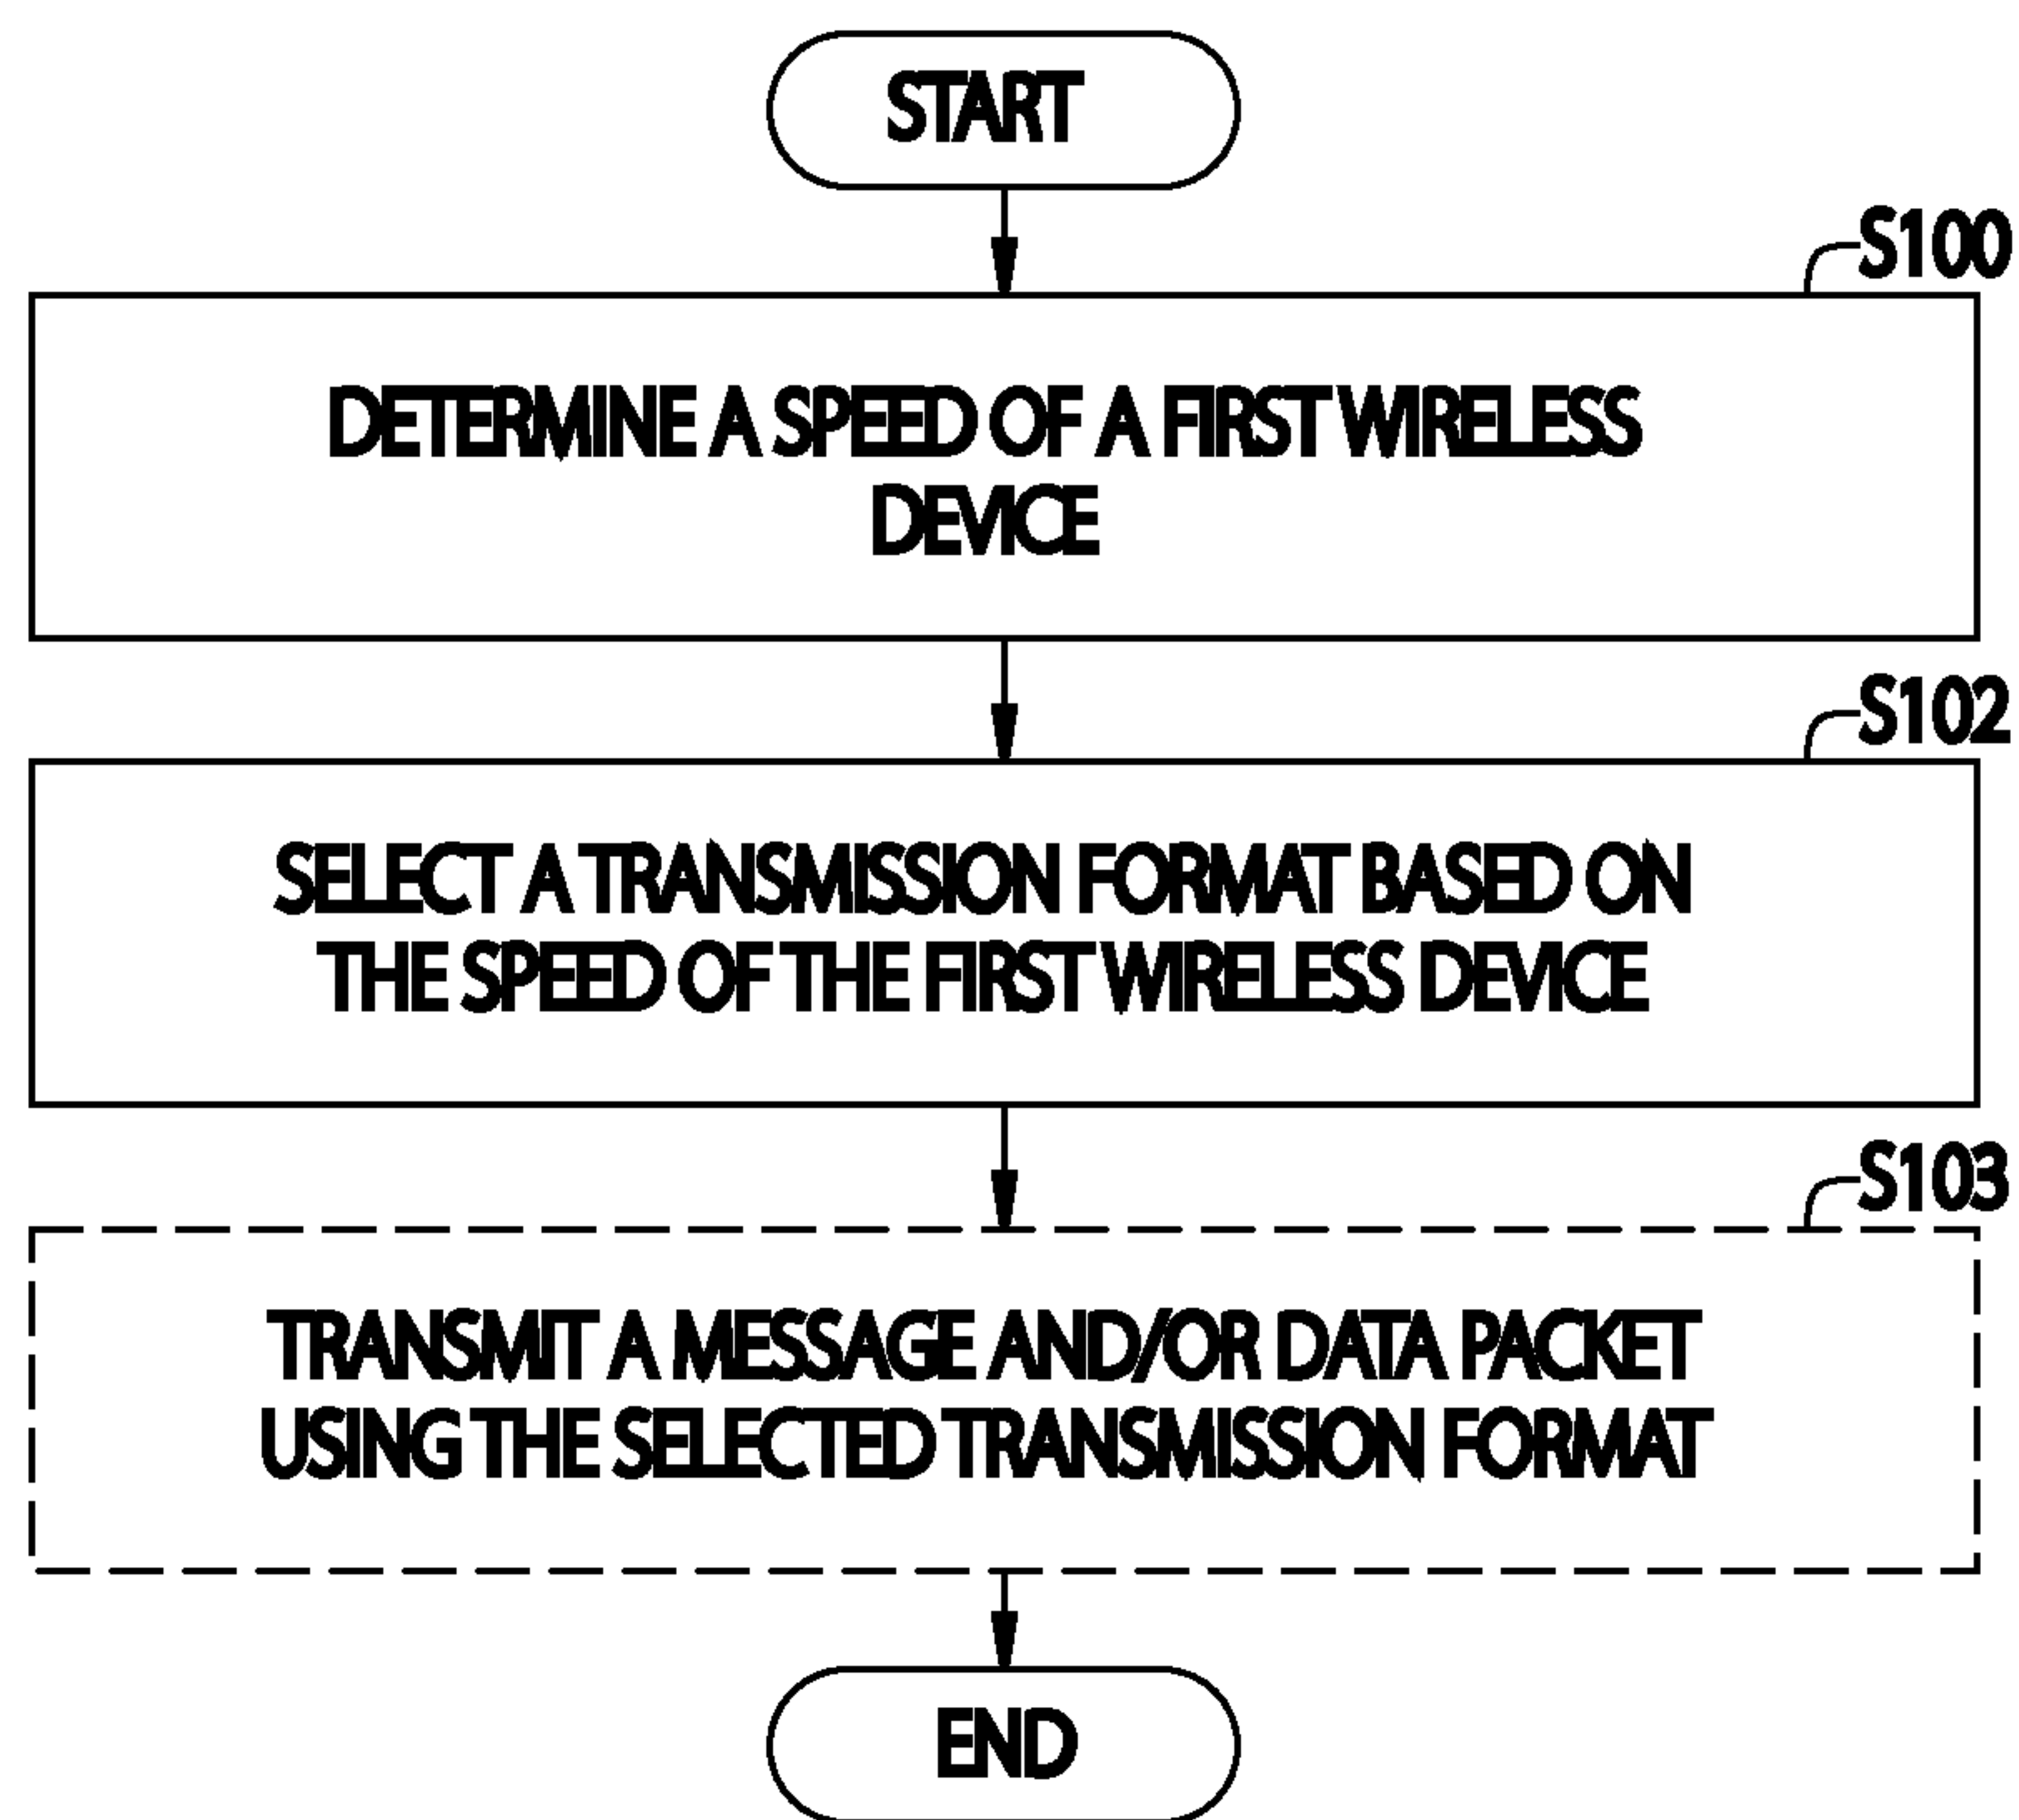 START
S100
DETERMINE A SPEED OF A FIRST WIRELESS
DEVICE
S102
SELECT A TRANSMISSION FORMAT BASED ON
THE SPEED OF THE FIRST WIRELESS DEVICE
S103
TRANSMIT A MESSAGE AND/OR DATA PACKET
USING THE SELECTED TRANSMISSION FORMAT
END